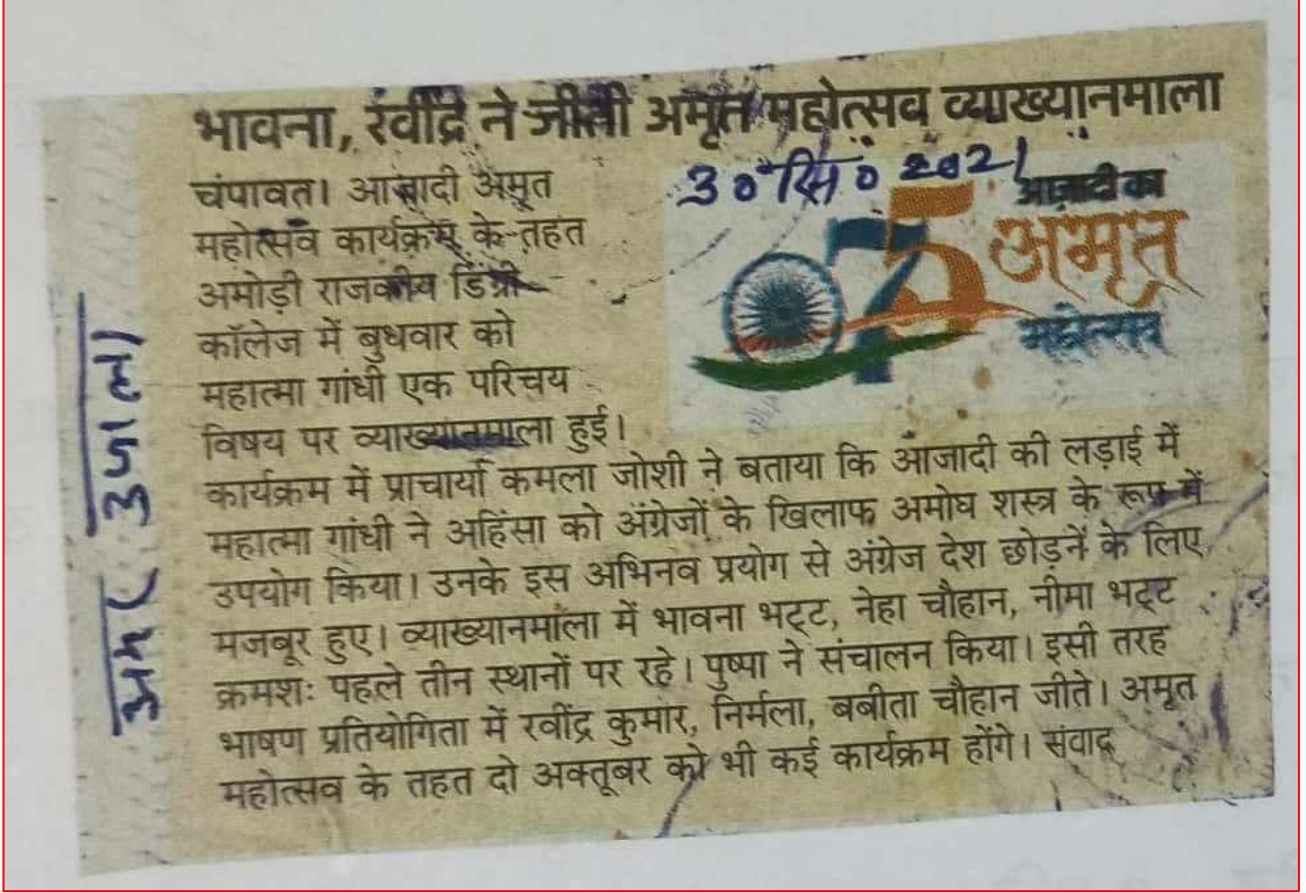 भावना, रवींद्र ने जीती अमृत महोत्सव व्याख्यानमाला
30 सित० 2021
चंपावत। आजादी अमृत
महोत्सव कार्यक्रम के तहत
अमोड़ी राजकीय डिग्री
कॉलेज में बुधवार को
महात्मा गांधी एक परिचय
विषय पर व्याख्यानमाला हुई।
75
आज़ादी का
अमृत
महोत्सव
कार्यक्रम में प्राचार्या कमला जोशी ने बताया कि आजादी की लड़ाई में
महात्मा गांधी ने अहिंसा को अंग्रेजों के खिलाफ अमोघ शस्त्र के रूप में
उपयोग किया। उनके इस अभिनव प्रयोग से अंग्रेज देश छोड़ने के लिए
मजबूर हुए। व्याख्यानमाला में भावना भट्ट, नेहा चौहान, नीमा भट्ट
क्रमशः पहले तीन स्थानों पर रहे। पुष्पा ने संचालन किया। इसी तरह
भाषण प्रतियोगिता में रवींद्र कुमार, निर्मला, बबीता चौहान जीते। अमृत
महोत्सव के तहत दो अक्तूबर को भी कई कार्यक्रम होंगे। संवाद
अमर उजाला